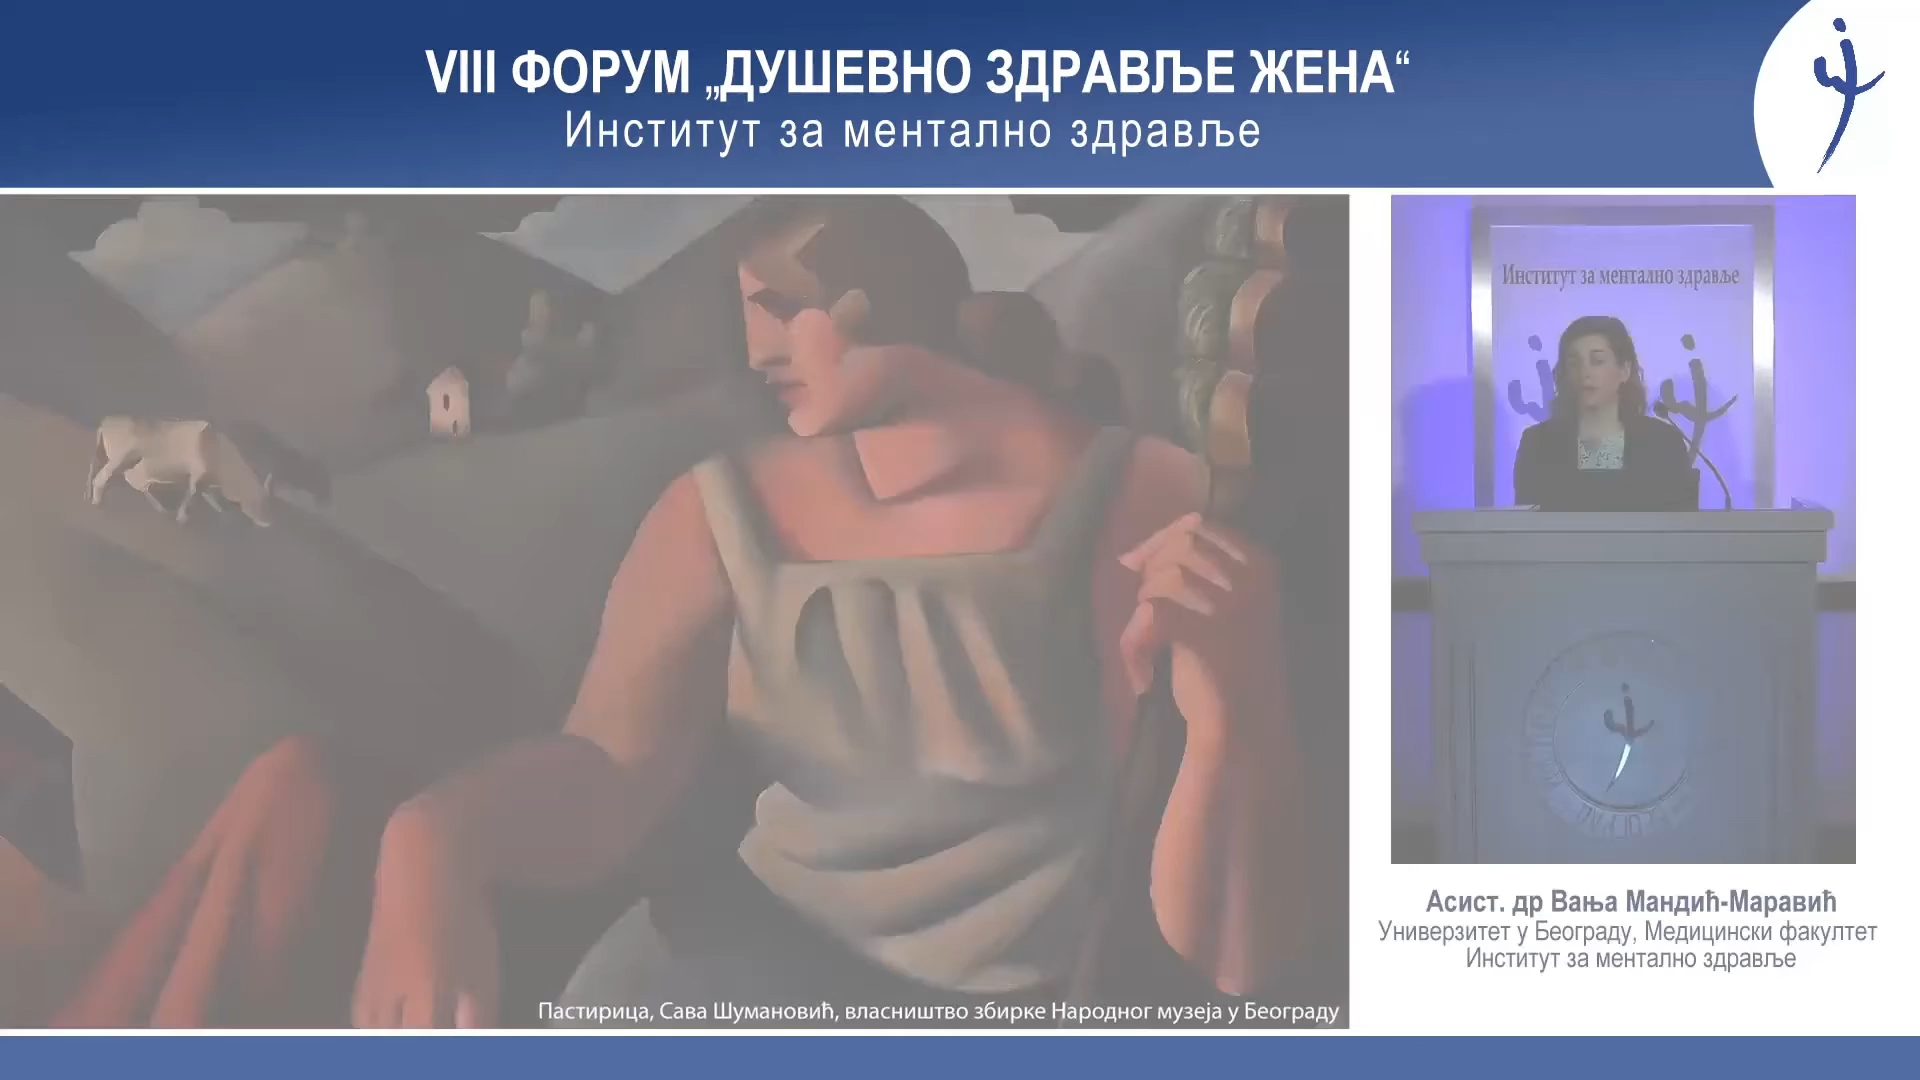 VIII ФОРУМ „ДУШЕВНО ЗДРАВЉЕ ЖЕНА“
Институт за ментално здравље
Институт за ментално здравље
Асист. др Вања Мандић-Маравић
Универзитет у Београду, Медицински факултет
Институт за ментално здравље
Пастирица, Сава Шумановић, власништво збирке Народног музеја у Београду